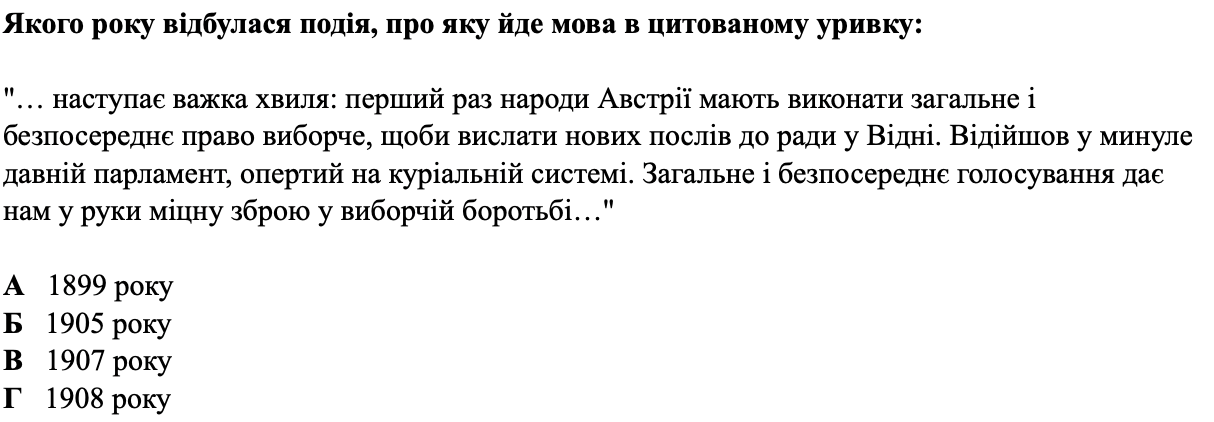 Якого року відбулася подія, про яку йде мова в цитованому уривку:
"… наступає важка хвиля: перший раз народи Австрії мають виконати загальне і
безпосереднє право виборче, щоби вислати нових послів до ради у Відні. Відійшов у минуле
давній парламент, опертий на куріальній системі. Загальне і безпосереднє голосування дає
нам у руки міцну зброю у виборчій боротьбі…"
А 1899 року
Б 1905 року
В 1907 року
Г 1908 року